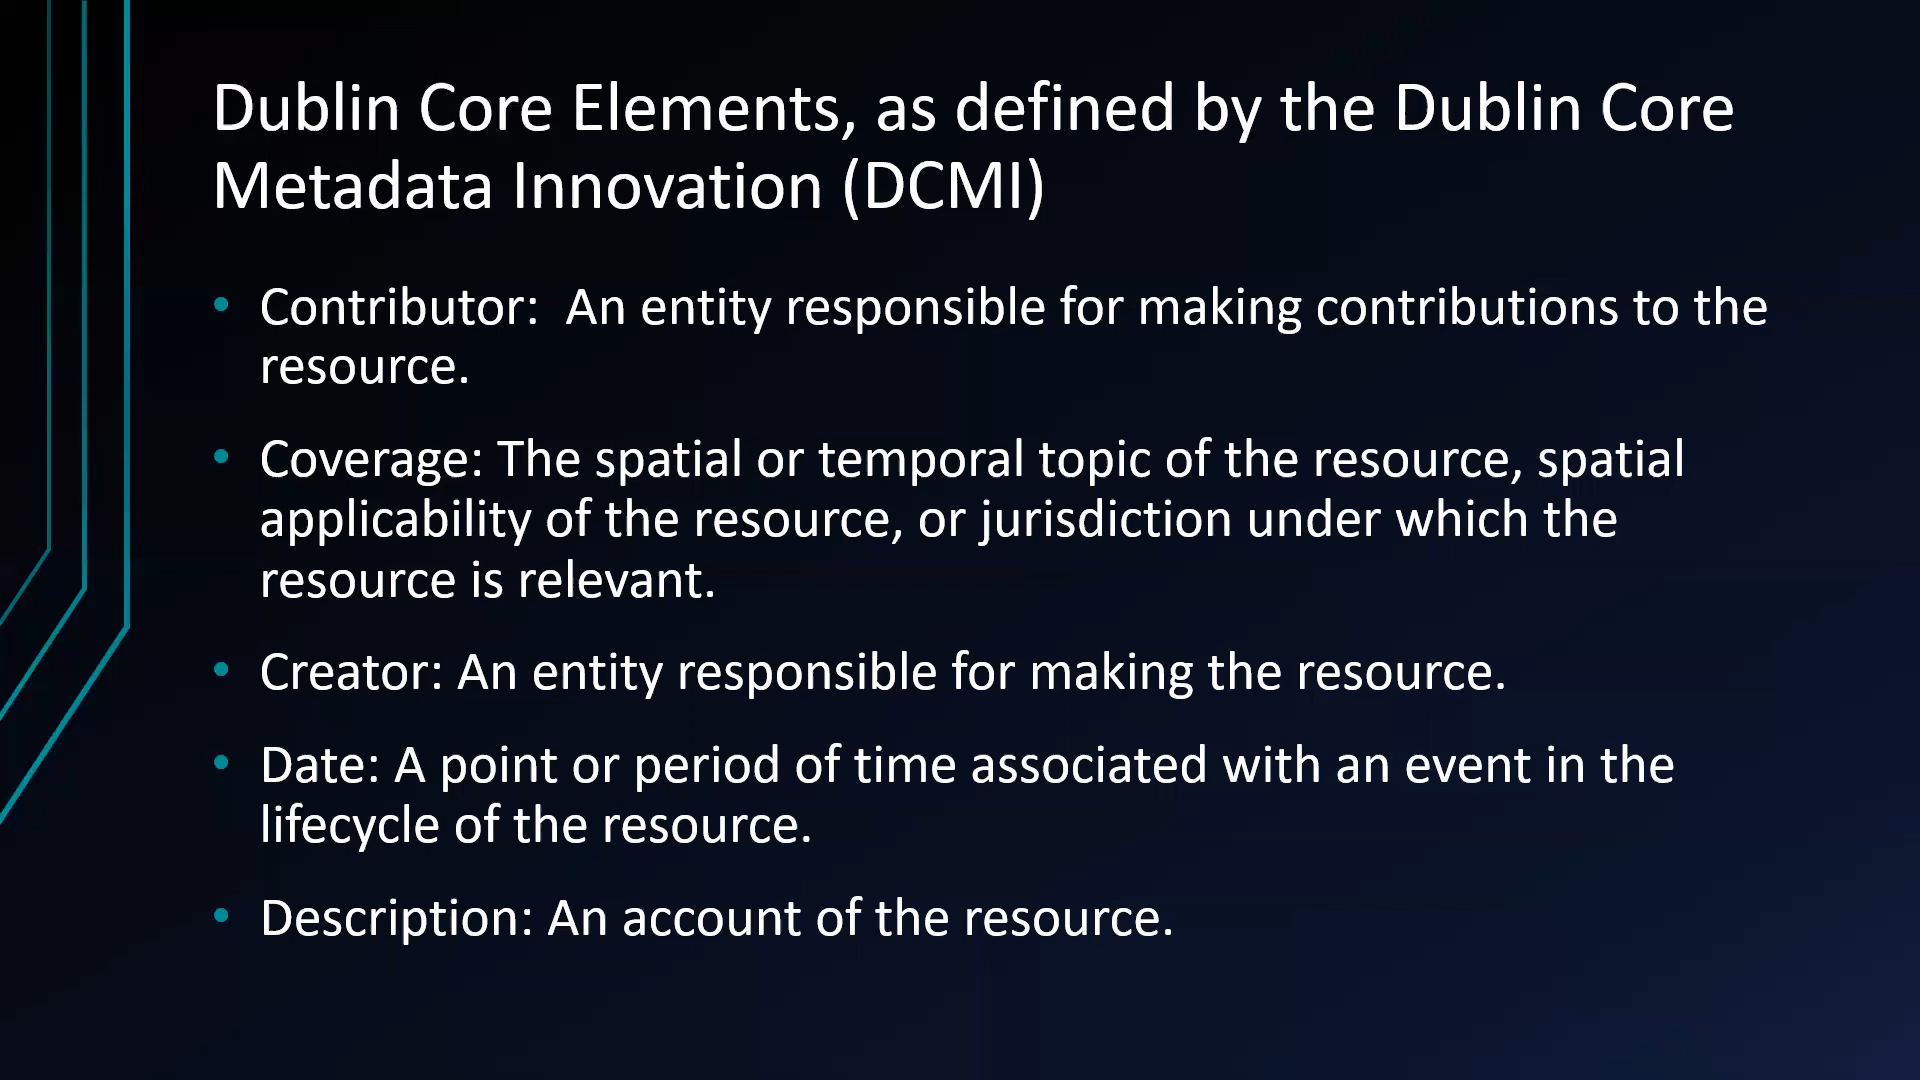 Dublin Core Elements, as defined by the Dublin Core
Metadata Innovation (DCMI)
• Contributor:  An entity responsible for making contributions to the
resource.
• Coverage: The spatial or temporal topic of the resource, spatial
applicability of the resource, or jurisdiction under which the
resource is relevant.
• Creator: An entity responsible for making the resource.
• Date: A point or period of time associated with an event in the
lifecycle of the resource.
• Description: An account of the resource.